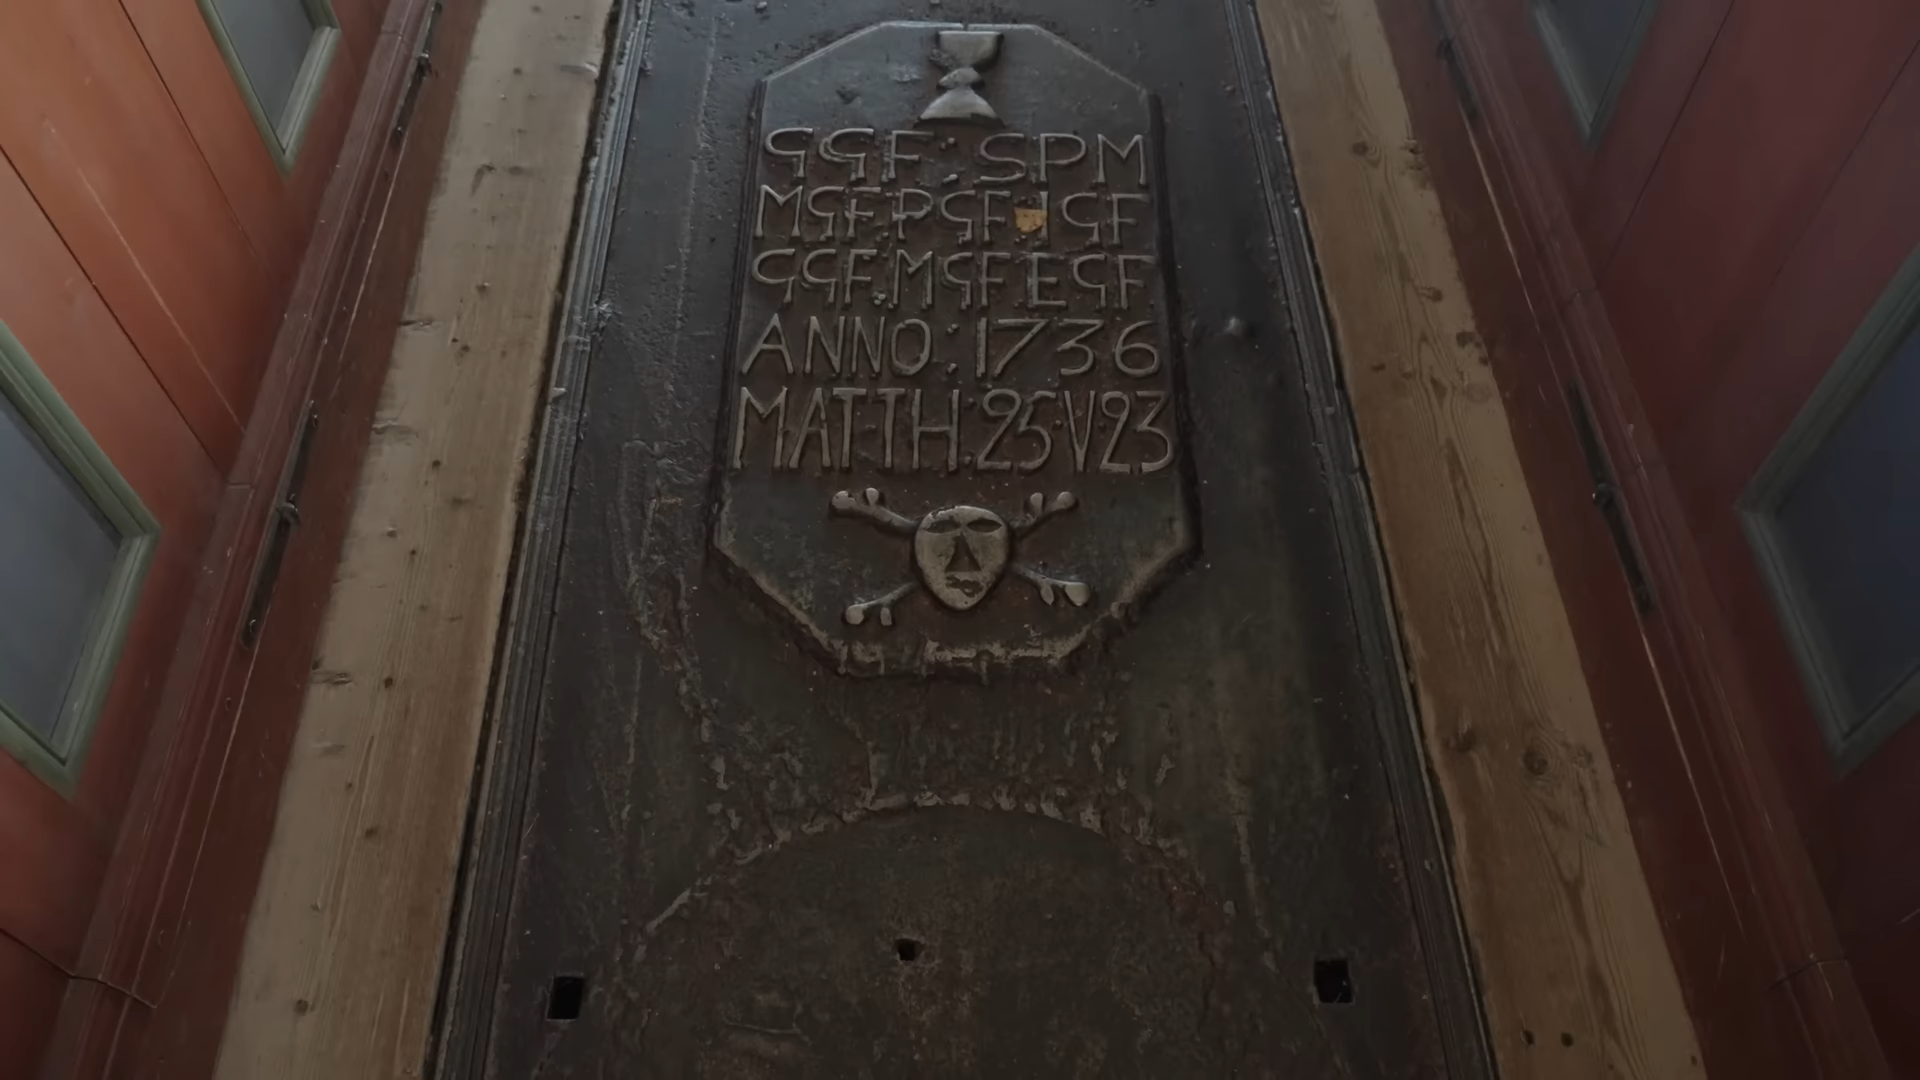 GGF: SPM
MGF.PGF.IGF
GGF.MGF.EGF
ANNO: 1736
MATTH: 25 V 23